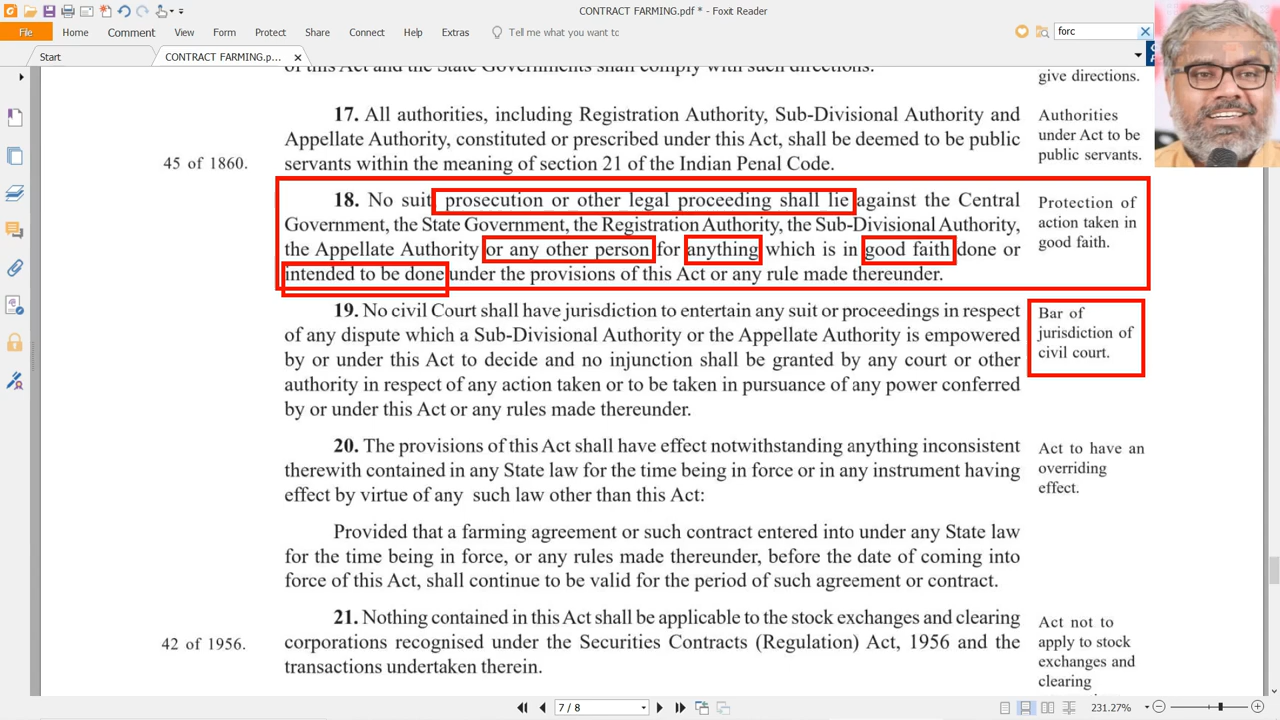 CONTRACT FARMING.pdf * - Foxit Reader
File Home Comment View Form Protect Share Connect Help Extras Tell me what you want to forc
Start CONTRACT FARMING.p...
of this Act and the State Governments shall comply with such directions.
give directions.
17. All authorities, including Registration Authority, Sub-Divisional Authority and
Appellate Authority, constituted or prescribed under this Act, shall be deemed to be public
servants within the meaning of section 21 of the Indian Penal Code.
Authorities
under Act to be
public servants.
45 of 1860.
18. No suit prosecution or other legal proceeding shall lie against the Central
Government, the State Government, the Registration Authority, the Sub-Divisional Authority,
the Appellate Authority or any other person for anything which is in good faith done or
intended to be done under the provisions of this Act or any rule made thereunder.
Protection of
action taken in
good faith.
19. No civil Court shall have jurisdiction to entertain any suit or proceedings in respect
of any dispute which a Sub-Divisional Authority or the Appellate Authority is empowered
by or under this Act to decide and no injunction shall be granted by any court or other
authority in respect of any action taken or to be taken in pursuance of any power conferred
by or under this Act or any rules made thereunder.
Bar of
jurisdiction of
civil court.
20. The provisions of this Act shall have effect notwithstanding anything inconsistent
therewith contained in any State law for the time being in force or in any instrument having
effect by virtue of any such law other than this Act:
Act to have an
overriding
effect.
Provided that a farming agreement or such contract entered into under any State law
for the time being in force, or any rules made thereunder, before the date of coming into
force of this Act, shall continue to be valid for the period of such agreement or contract.
21. Nothing contained in this Act shall be applicable to the stock exchanges and clearing
corporations recognised under the Securities Contracts (Regulation) Act, 1956 and the
transactions undertaken therein.
Act not to
apply to stock
exchanges and
clearing
42 of 1956.
7 / 8
231.27%